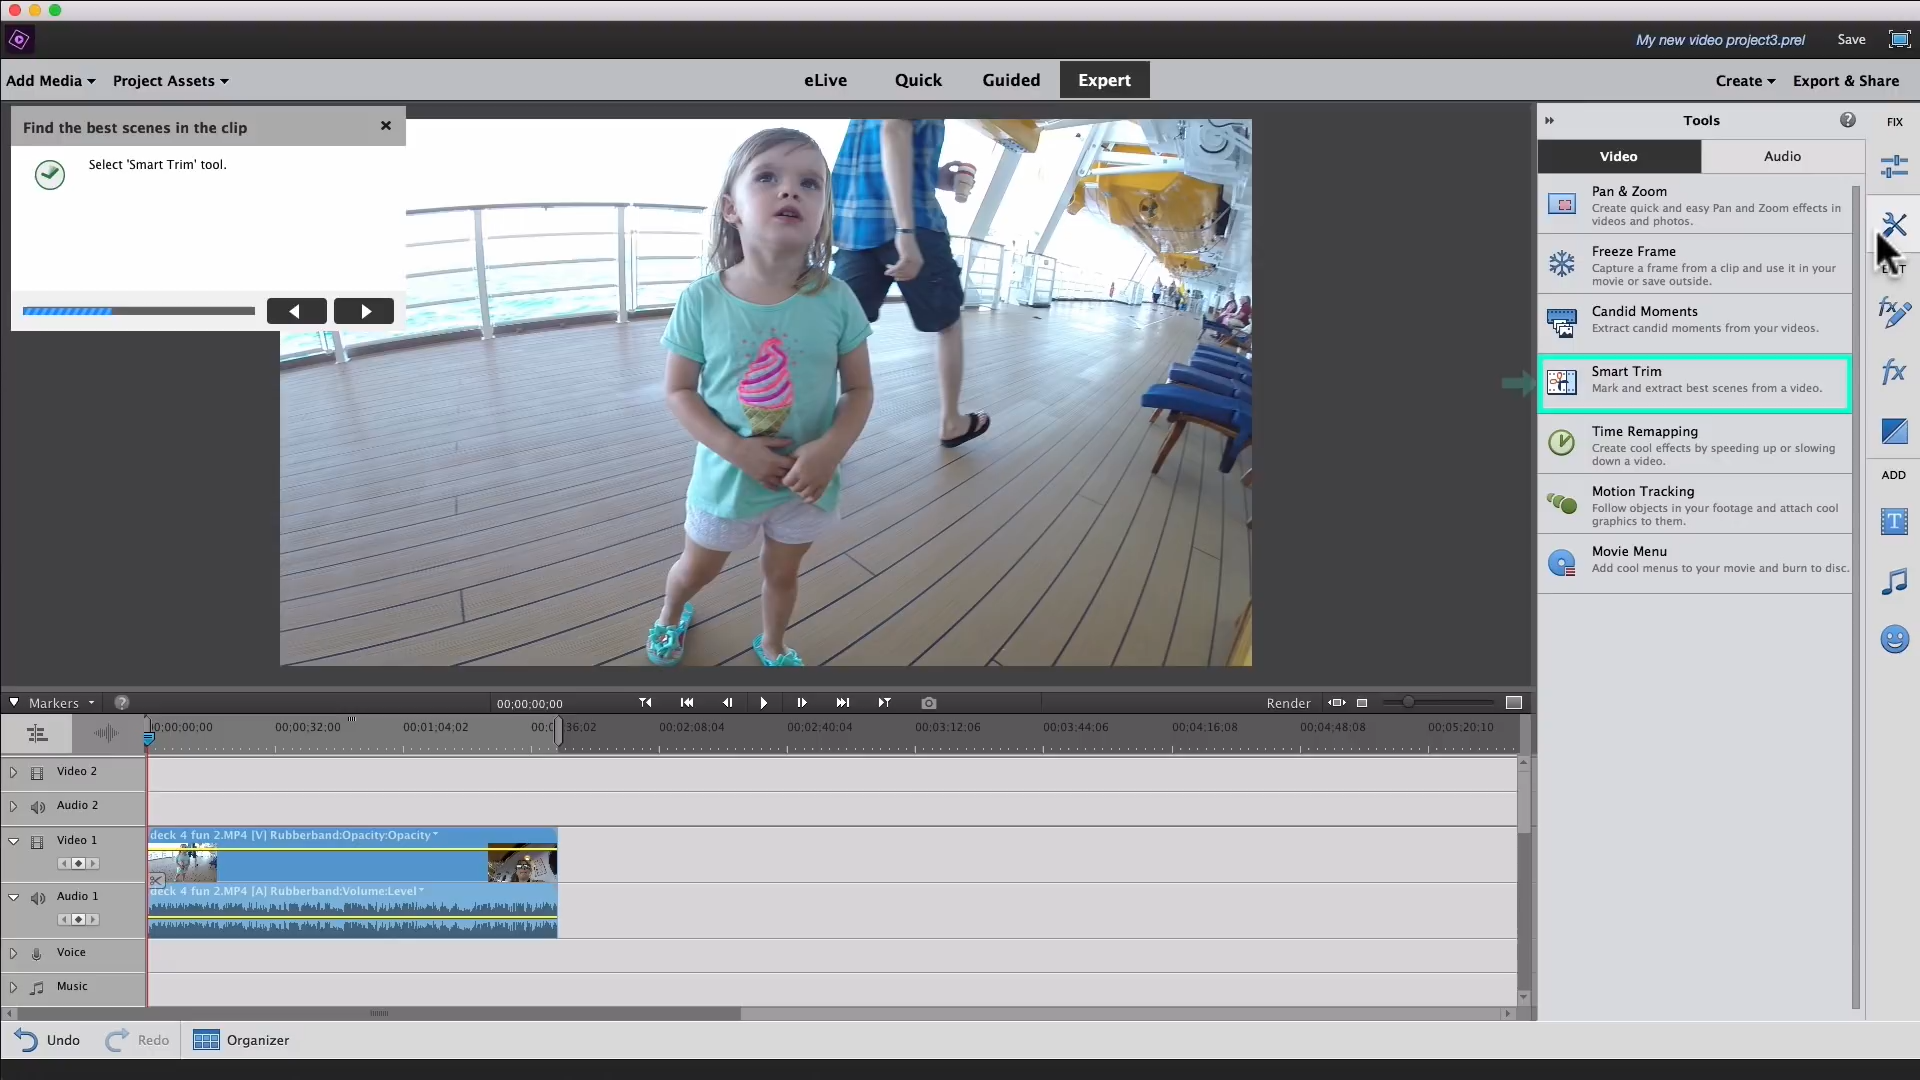 My new video project3.prel Save
Add Media Project Assets eLive Quick Guided Expert Create Export & Share
Find the best scenes in the clip
Select 'Smart Trim' tool.
Tools
FIX
Video Audio
Pan & Zoom
Create quick and easy Pan and Zoom effects in
videos and photos.
Freeze Frame
Capture a frame from a clip and use it in your
movie or save outside.
Candid Moments
Extract candid moments from your videos.
Smart Trim
Mark and extract best scenes from a video.
Time Remapping
Create cool effects by speeding up or slowing
down a video.
Motion Tracking
Follow objects in your footage and attach cool
graphics to them.
Movie Menu
Add cool menus to your movie and burn to disc.
fx
fx
ADD
T
Markers 00;00;00;00 Render
0;00;00;00 00;00;32;00 00;01;04;02 36;02 00;02;08;04 00;02;40;04 00;03;12;06 00;03;44;06 00;04;16;08 00;04;48;08 00;05;20;10
Video 2
Audio 2
Video 1
deck 4 fun 2.MP4 [V] Rubberband:Opacity:Opacity
Audio 1
deck 4 fun 2.MP4 [A] Rubberband:Volume:Level
Voice
Music
Undo Redo Organizer